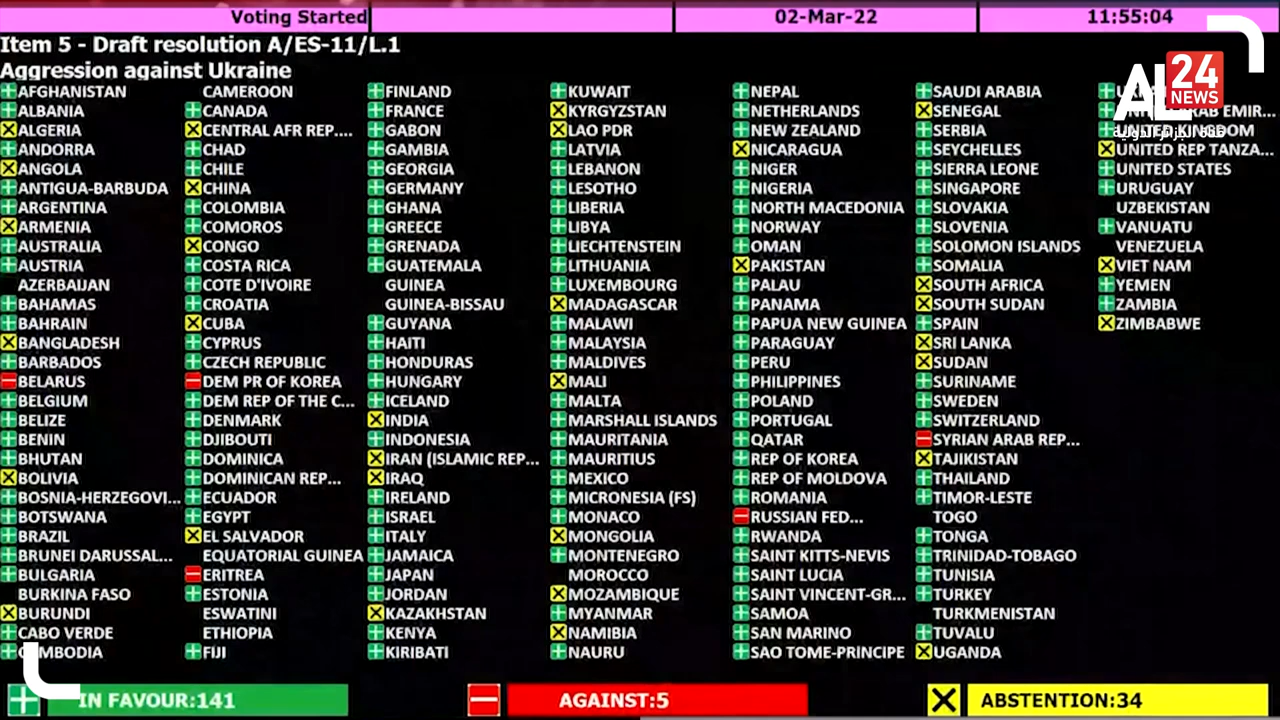 Voting Started
02-Mar-22
11:55:04
Item 5 - Draft resolution A/ES-11/L.1
Aggression against Ukraine
AFGHANISTAN
ALBANIA
ALGERIA
ANDORRA
ANGOLA
ANTIGUA-BARBUDA
ARGENTINA
ARMENIA
AUSTRALIA
AUSTRIA
AZERBAIJAN
BAHAMAS
BAHRAIN
BANGLADESH
BARBADOS
BELARUS
BELGIUM
BELIZE
BENIN
BHUTAN
BOLIVIA
BOSNIA-HERZEGOVI...
BOTSWANA
BRAZIL
BRUNEI DARUSSAL...
BULGARIA
BURKINA FASO
BURUNDI
CABO VERDE
CAMBODIA
CAMEROON
CANADA
CENTRAL AFR REP....
CHAD
CHILE
CHINA
COLOMBIA
COMOROS
CONGO
COSTA RICA
COTE D'IVOIRE
CROATIA
CUBA
CYPRUS
CZECH REPUBLIC
DEM PR OF KOREA
DEM REP OF THE C...
DENMARK
DJIBOUTI
DOMINICA
DOMINICAN REP...
ECUADOR
EGYPT
EL SALVADOR
EQUATORIAL GUINEA
ERITREA
ESTONIA
ESWATINI
ETHIOPIA
FIJI
FINLAND
FRANCE
GABON
GAMBIA
GEORGIA
GERMANY
GHANA
GREECE
GRENADA
GUATEMALA
GUINEA
GUINEA-BISSAU
GUYANA
HAITI
HONDURAS
HUNGARY
ICELAND
INDIA
INDONESIA
IRAN (ISLAMIC REP...
IRAQ
IRELAND
ISRAEL
ITALY
JAMAICA
JAPAN
JORDAN
KAZAKHSTAN
KENYA
KIRIBATI
KUWAIT
KYRGYZSTAN
LAO PDR
LATVIA
LEBANON
LESOTHO
LIBERIA
LIBYA
LIECHTENSTEIN
LITHUANIA
LUXEMBOURG
MADAGASCAR
MALAWI
MALAYSIA
MALDIVES
MALI
MALTA
MARSHALL ISLANDS
MAURITANIA
MAURITIUS
MEXICO
MICRONESIA (FS)
MONACO
MONGOLIA
MONTENEGRO
MOROCCO
MOZAMBIQUE
MYANMAR
NAMIBIA
NAURU
NEPAL
NETHERLANDS
NEW ZEALAND
NICARAGUA
NIGER
NIGERIA
NORTH MACEDONIA
NORWAY
OMAN
PAKISTAN
PALAU
PANAMA
PAPUA NEW GUINEA
PARAGUAY
PERU
PHILIPPINES
POLAND
PORTUGAL
QATAR
REP OF KOREA
REP OF MOLDOVA
ROMANIA
RUSSIAN FED...
RWANDA
SAINT KITTS-NEVIS
SAINT LUCIA
SAINT VINCENT-GR...
SAMOA
SAN MARINO
SAO TOME-PRINCIPE
SAUDI ARABIA
SENEGAL
SERBIA
SEYCHELLES
SIERRA LEONE
SINGAPORE
SLOVAKIA
SLOVENIA
SOLOMON ISLANDS
SOMALIA
SOUTH AFRICA
SOUTH SUDAN
SPAIN
SRI LANKA
SUDAN
SURINAME
SWEDEN
SWITZERLAND
SYRIAN ARAB REP...
TAJIKISTAN
THAILAND
TIMOR-LESTE
TOGO
TONGA
TRINIDAD-TOBAGO
TUNISIA
TURKEY
TURKMENISTAN
TUVALU
UGANDA
ARAB EMIR...
UNITED KINGDOM
UNITED REP TANZA...
UNITED STATES
URUGUAY
UZBEKISTAN
VANUATU
VENEZUELA
VIET NAM
YEMEN
ZAMBIA
ZIMBABWE
AL 24 NEWS
IN FAVOUR:141
AGAINST:5
ABSTENTION:34